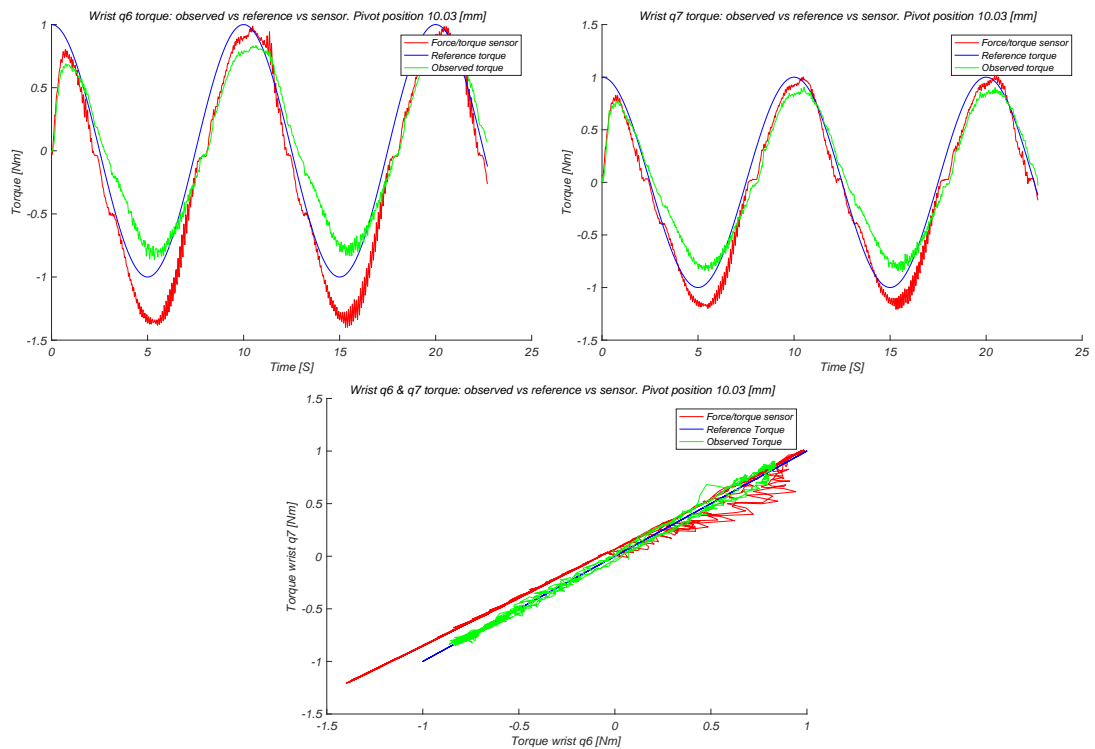 Wrist q6 torque: observed vs reference vs sensor. Pivot position 10.03 [mm]
Force/torque sensor
Reference torque
Observed torque
1
0.5
0
-0.5
-1
-1.5
Torque [Nm]
0
5
10
15
20
25
Time [S]
Wrist q7 torque: observed vs reference vs sensor. Pivot position 10.03 [mm]
Force/torque sensor
Reference torque
Observed torque
1.5
1
0.5
0
-0.5
-1
-1.5
Torque [Nm]
0
5
10
15
20
25
Time [S]
Wrist q6 & q7 torque: observed vs reference vs sensor. Pivot position 10.03 [mm]
Force/torque sensor
Reference Torque
Observed Torque
1.5
1
0.5
0
-0.5
-1
-1.5
Torque wrist q7 [Nm]
-1.5
-1
-0.5
0
0.5
1
Torque wrist q6 [Nm]